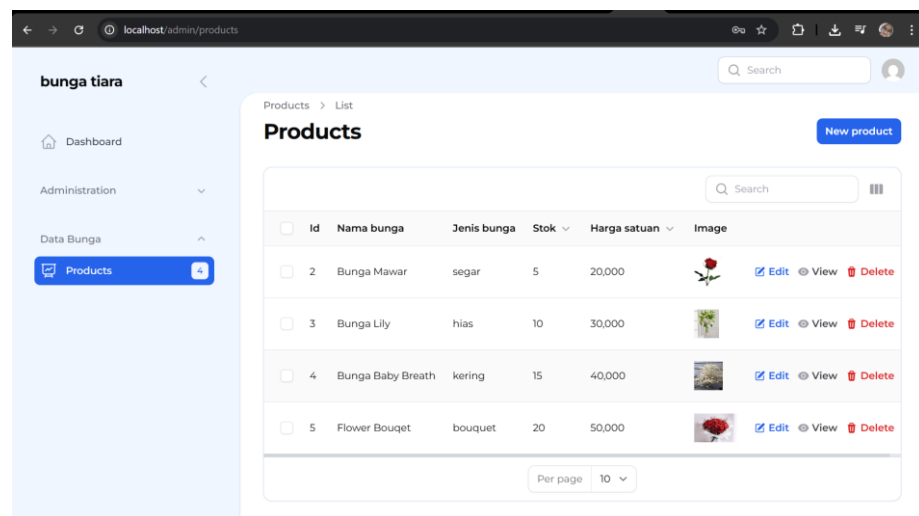 localhost/admin/products
bunga tiara
Search
Products > List
Products
New product
Dashboard
Administration
Data Bunga
Products 4
Search
Id Nama bunga Jenis bunga Stok Harga satuan Image
2 Bunga Mawar segar 5 20,000 Edit View Delete
3 Bunga Lily hias 10 30,000 Edit View Delete
4 Bunga Baby Breath kering 15 40,000 Edit View Delete
5 Flower Bouqet bouquet 20 50,000 Edit View Delete
Per page 10